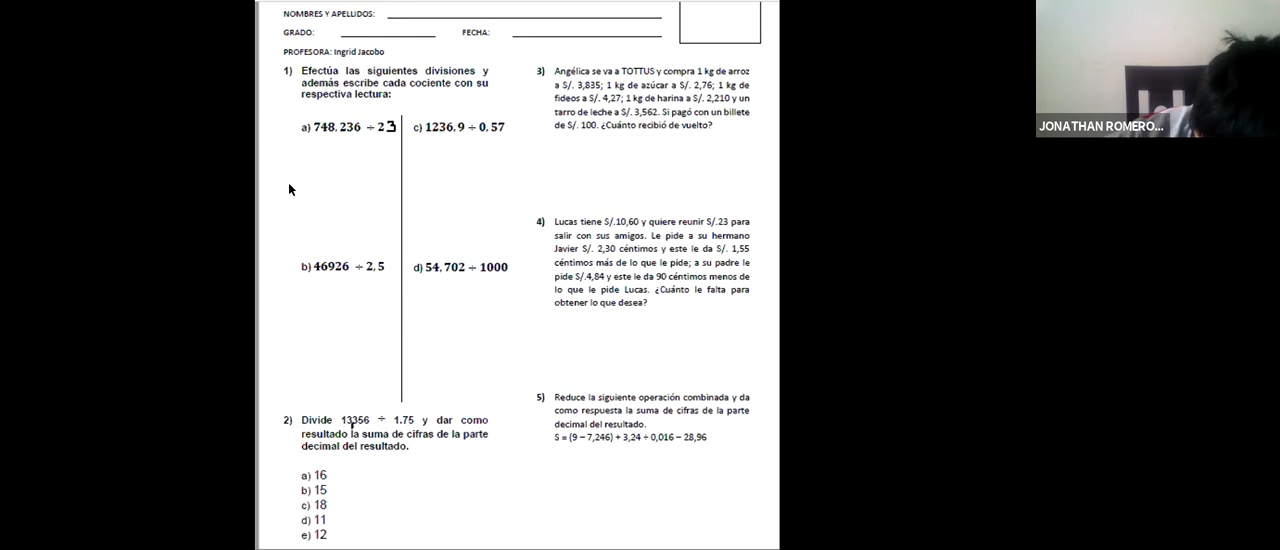 NOMBRES Y APELLIDOS:
GRADO: FECHA:
PROFESORA: Ingrid Jacobo
1) Efectúa las siguientes divisiones y
además escribe cada cociente con su
respectiva lectura:
a) 748,236 ÷ 23
c) 1236,9 ÷ 0,57
b) 46926 ÷ 2,5
d) 54,702 ÷ 1000
2) Divide 13356 ÷ 1.75 y dar como
resultado la suma de cifras de la parte
decimal del resultado.
a) 16
b) 15
c) 18
d) 11
e) 12
3) Angélica se va a TOTTUS y compra 1 kg de arroz
a S/. 3,835; 1 kg de azúcar a S/. 2,76; 1 kg de
fideos a S/. 4,27; 1 kg de harina a S/. 2,210 y un
tarro de leche a S/. 3,562. Si pagó con un billete
de S/. 100. ¿Cuánto recibió de vuelto?
4) Lucas tiene S/.10,60 y quiere reunir S/.23 para
salir con sus amigos. Le pide a su hermano
Javier S/. 2,30 céntimos y este le da S/. 1,55
céntimos más de lo que le pide; a su padre le
pide S/.4,84 y este le da 90 céntimos menos de
lo que le pide Lucas. ¿Cuánto le falta para
obtener lo que desea?
5) Reduce la siguiente operación combinada y da
como respuesta la suma de cifras de la parte
decimal del resultado.
S = (9 – 7,246) + 3,24 ÷ 0,016 – 28,96
JONATHAN ROMERO...